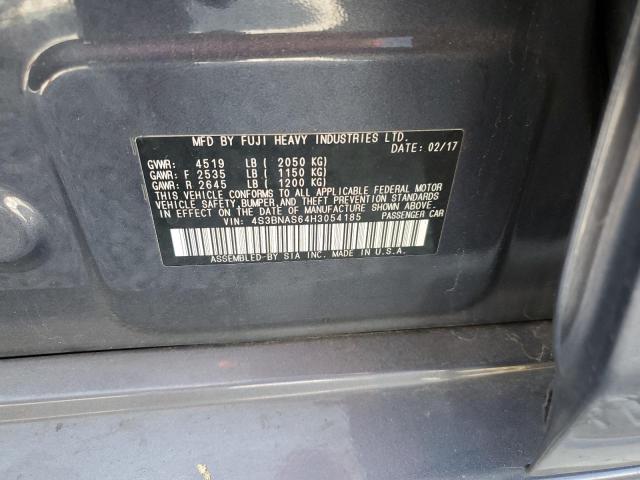 MFD BY FUJI HEAVY INDUSTRIES LTD.
DATE: 02/17
GVWR: 4519 LB ( 2050 KG)
GAWR: F 2535 LB ( 1150 KG)
GAWR: R 2645 LB ( 1200 KG)
THIS VEHICLE CONFORMS TO ALL APPLICABLE FEDERAL MOTOR
VEHICLE SAFETY, BUMPER, AND THEFT PREVENTION STANDARDS
IN EFFECT ON THE DATE OF MANUFACTURE SHOWN ABOVE.
VIN: 4S3BNAS64H3054185 PASSENGER CAR
ASSEMBLED BY SIA INC. MADE IN U.S.A.